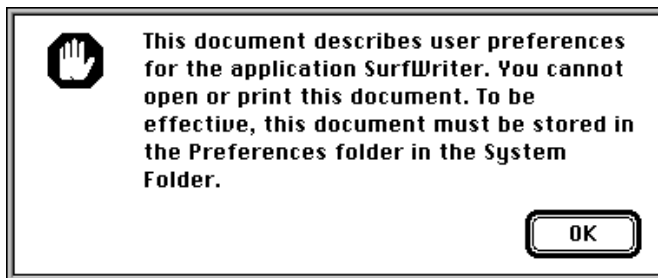 This document describes user preferences
for the application SurfWriter. You cannot
open or print this document. To be
effective, this document must be stored in
the Preferences folder in the System
Folder.
OK